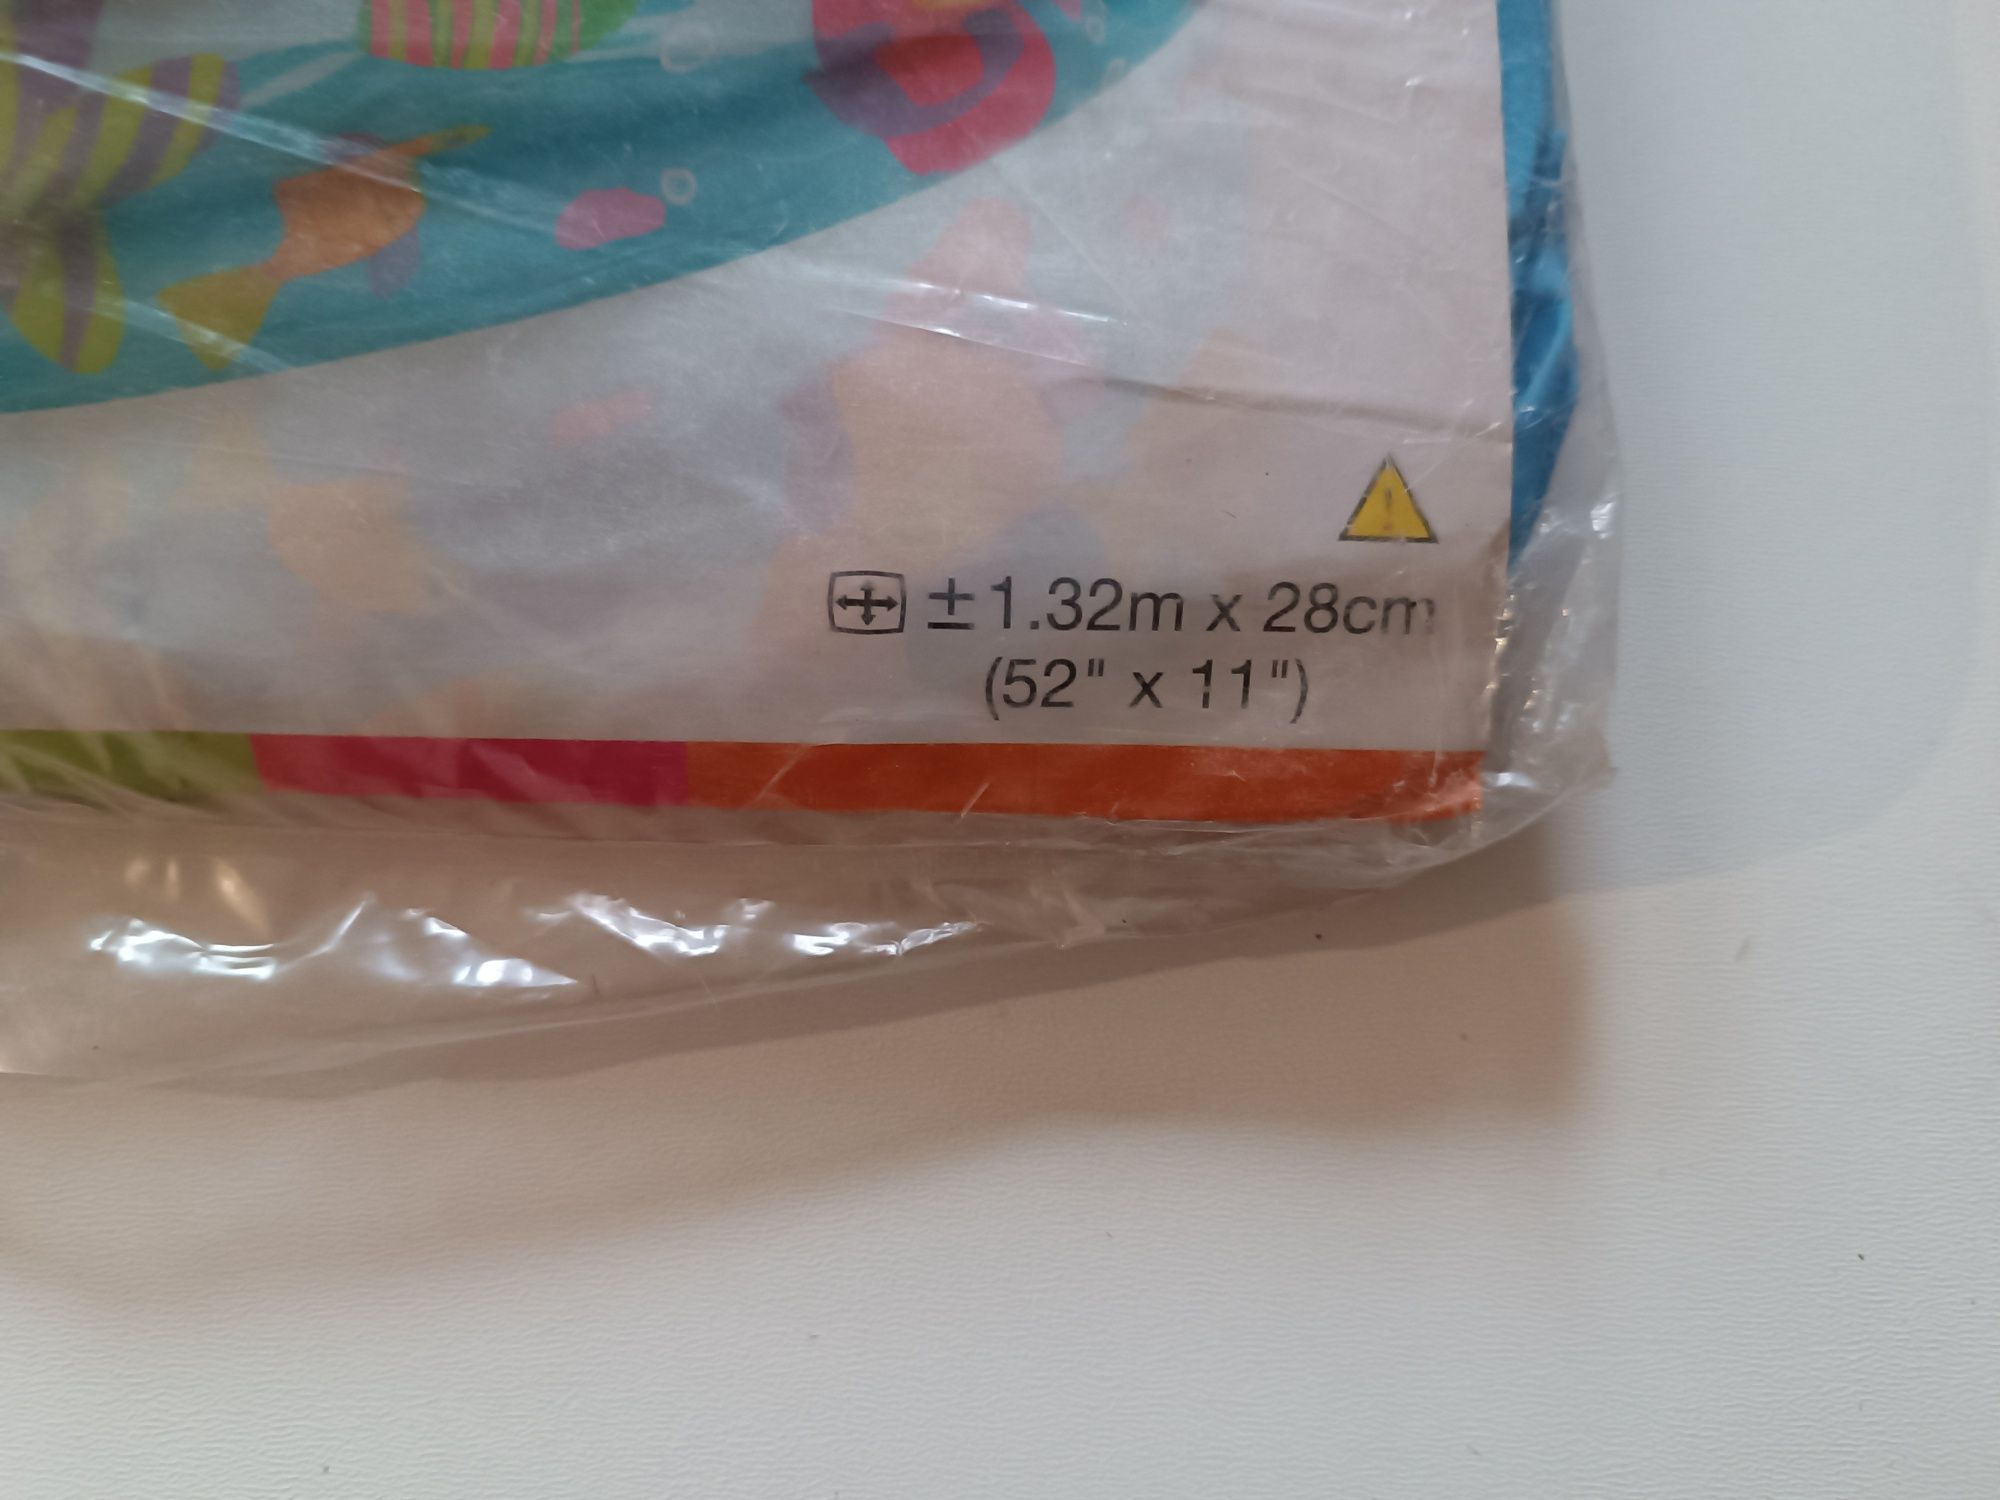 ±1.32m x 28cm
(52" x 11")